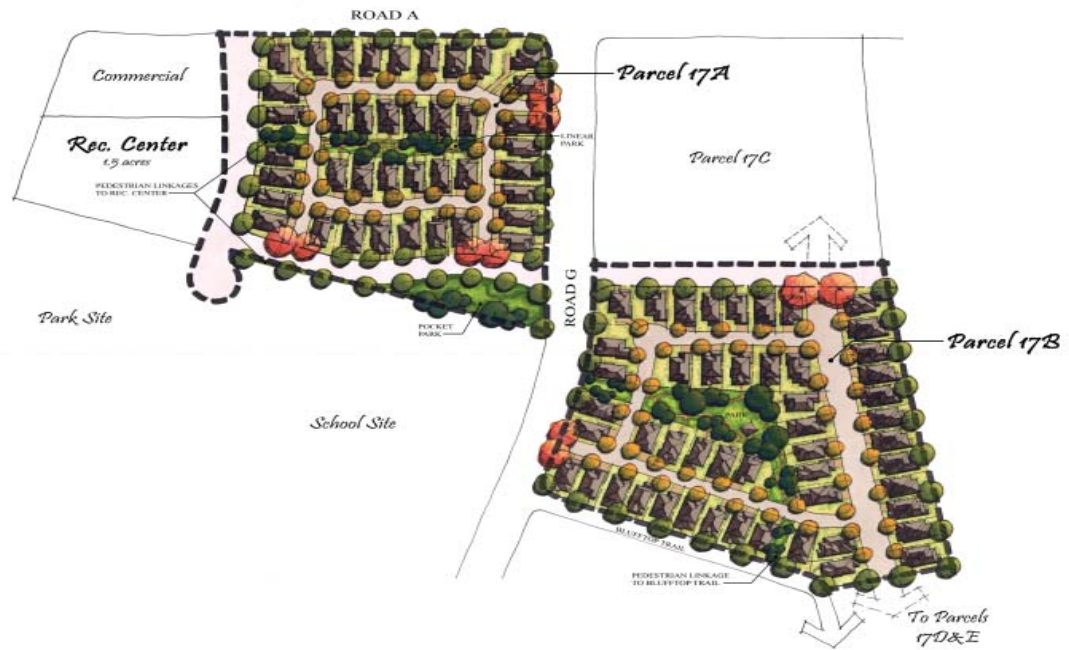 ROAD A
Commercial
Parcel 17A
Rec. Center
1.5 acres
LINEAR
PARK
Parcel 17C
PEDESTRIAN LINKAGES
TO REC. CENTER
ROAD G
Park Site
POCKET
PARK
Parcel 17B
PARK
School Site
BLUFFTOP TRAIL
PEDESTRIAN LINKAGE
TO BLUFFTOP TRAIL
To Parcels
17D&E